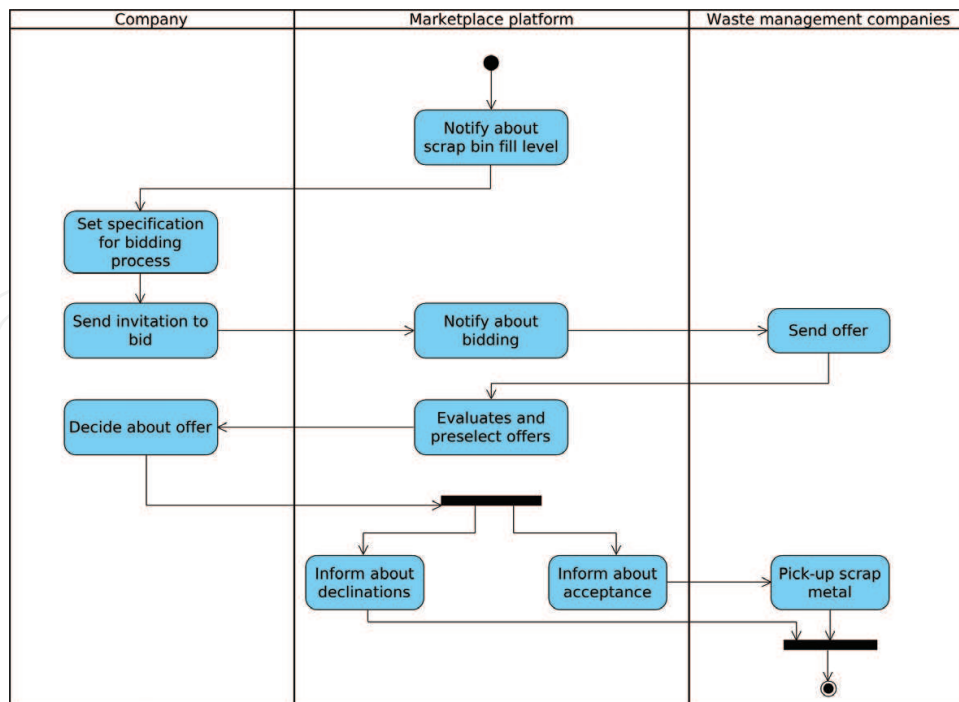 Company
Marketplace platform
Waste management companies
Notify about
scrap bin fill level
Set specification
for bidding
process
Send invitation to
bid
Notify about
bidding
Send offer
Decide about offer
Evaluates and
preselect offers
Inform about
declinations
Inform about
acceptance
Pick-up scrap
metal